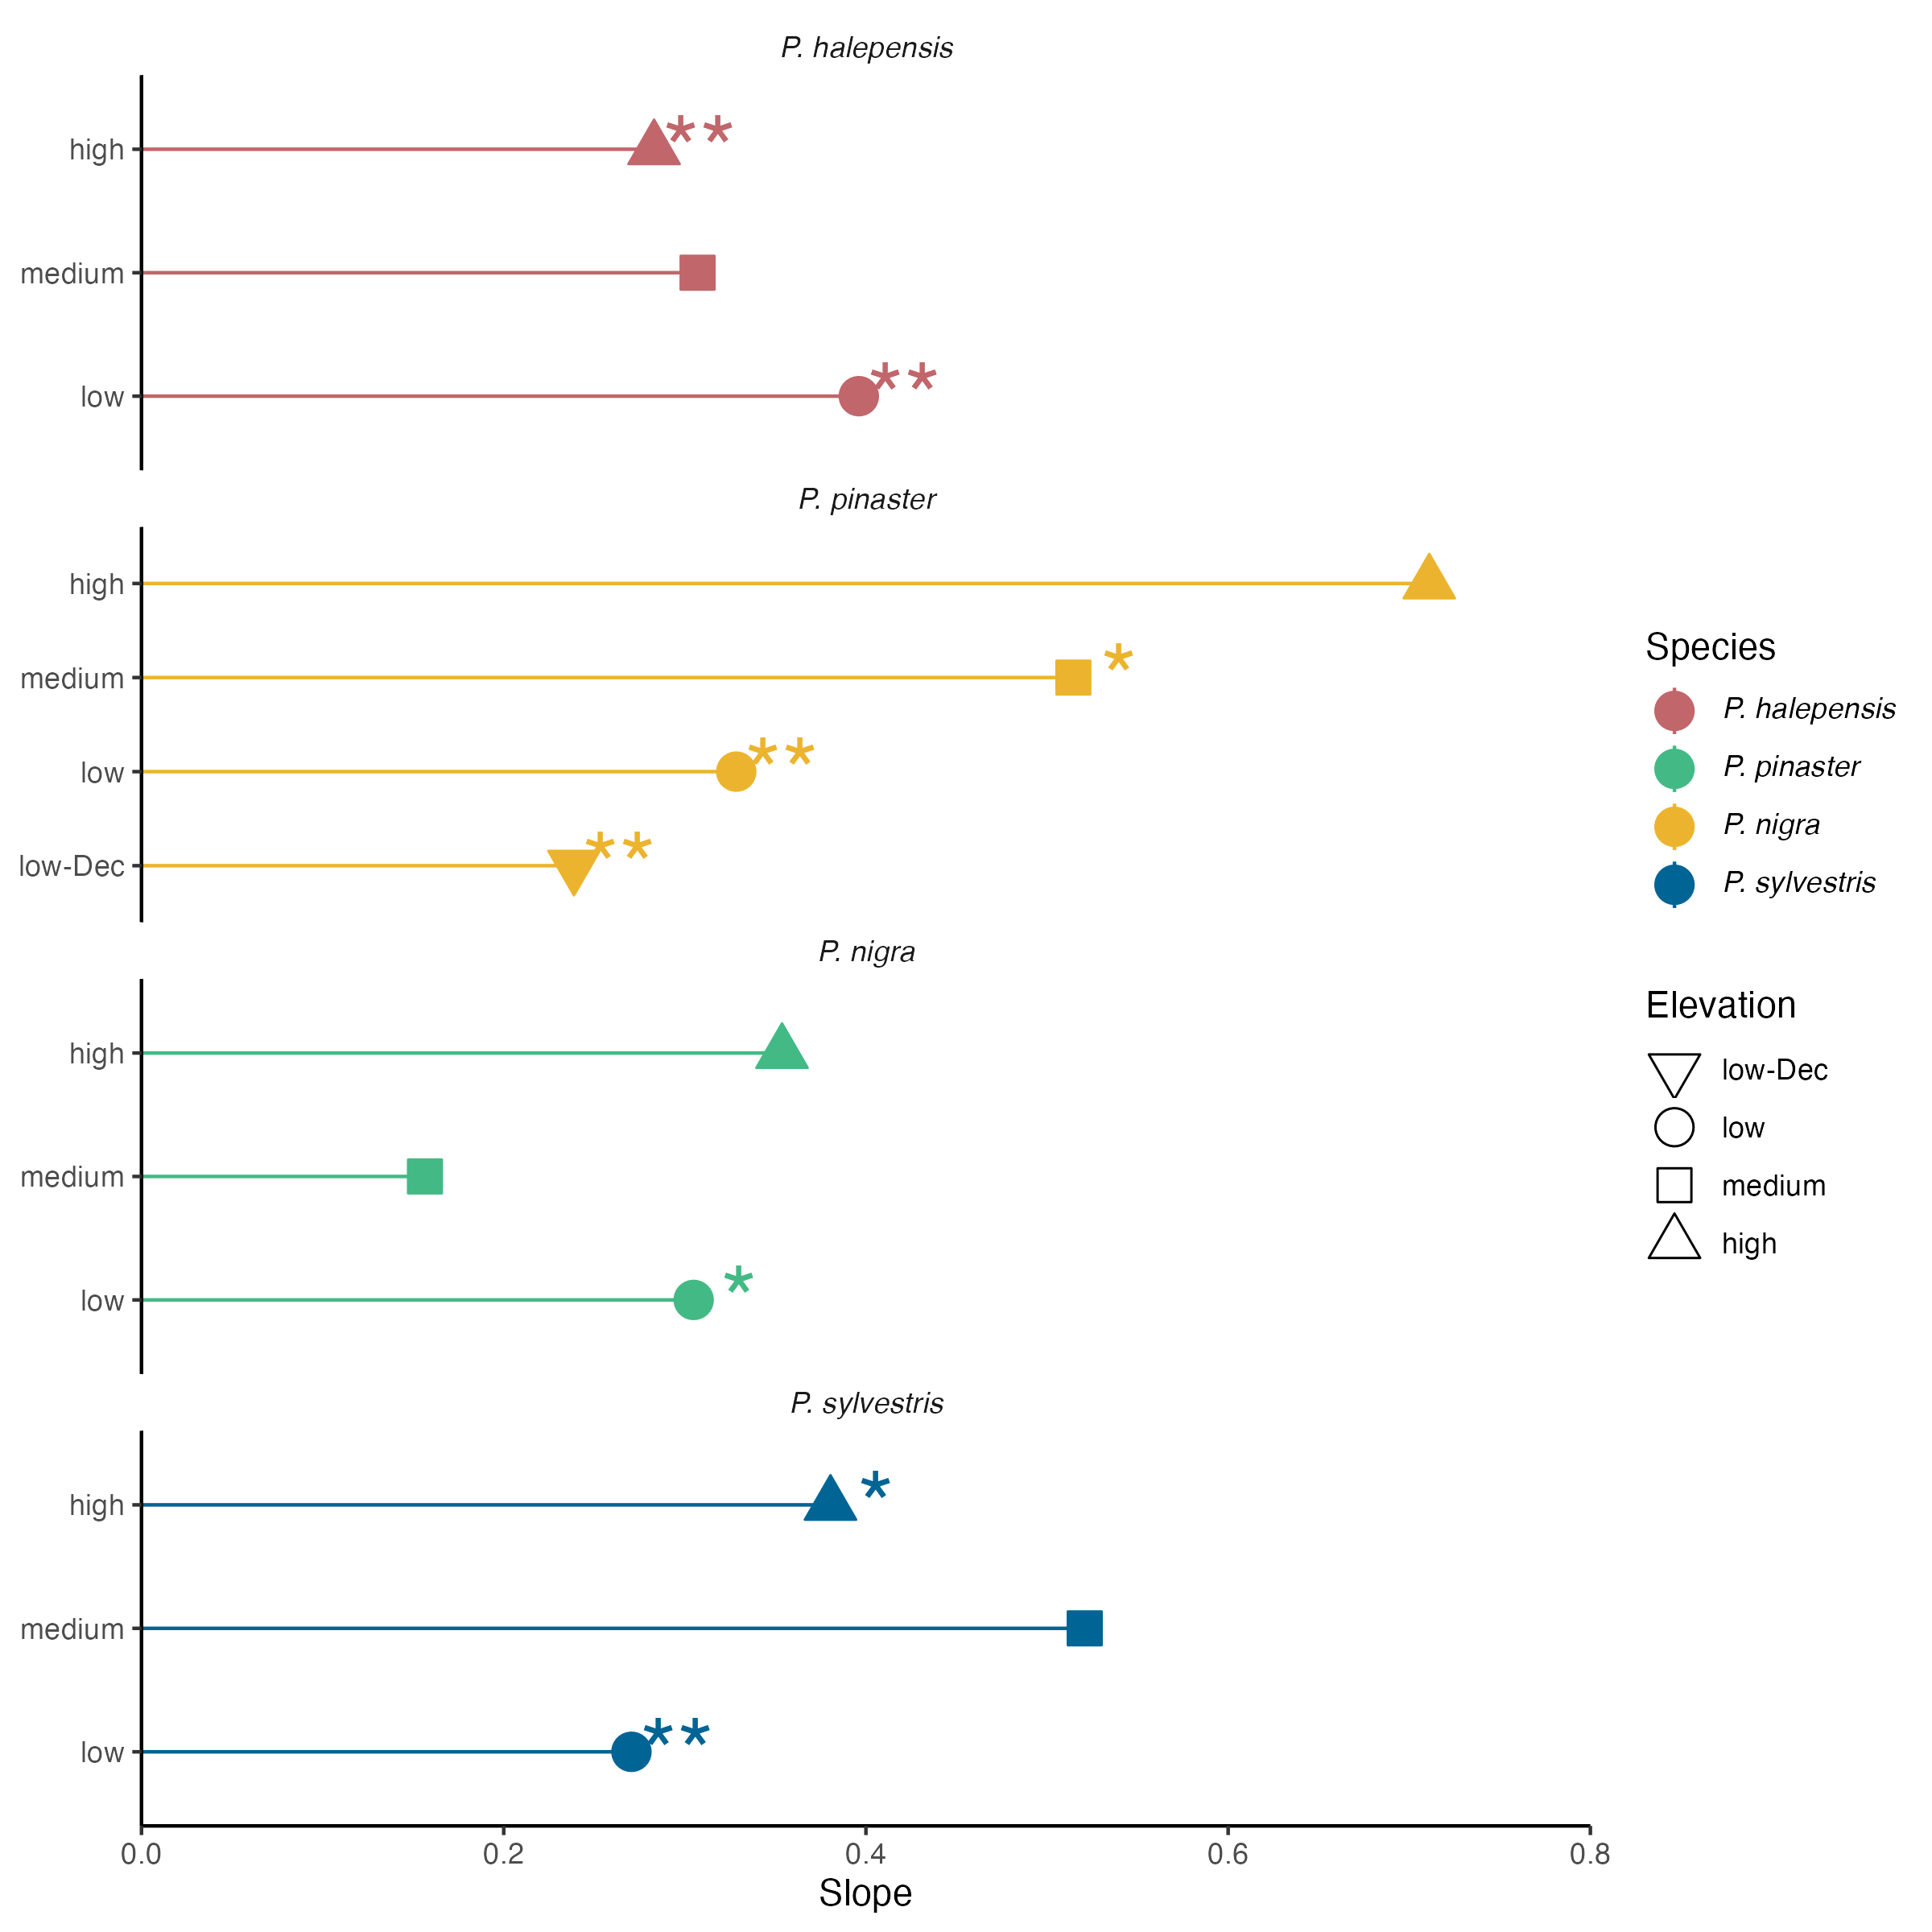 P. halepensis
high
**
medium
low
**
P. pinaster
high
medium
*
low
**
low-Dec
**
P. nigra
high
medium
low
*
P. sylvestris
high
*
medium
low
**
0.0 0.2 0.4 0.6 0.8
Slope
Species
P. halepensis
P. pinaster
P. nigra
P. sylvestris
Elevation
low-Dec
low
medium
high